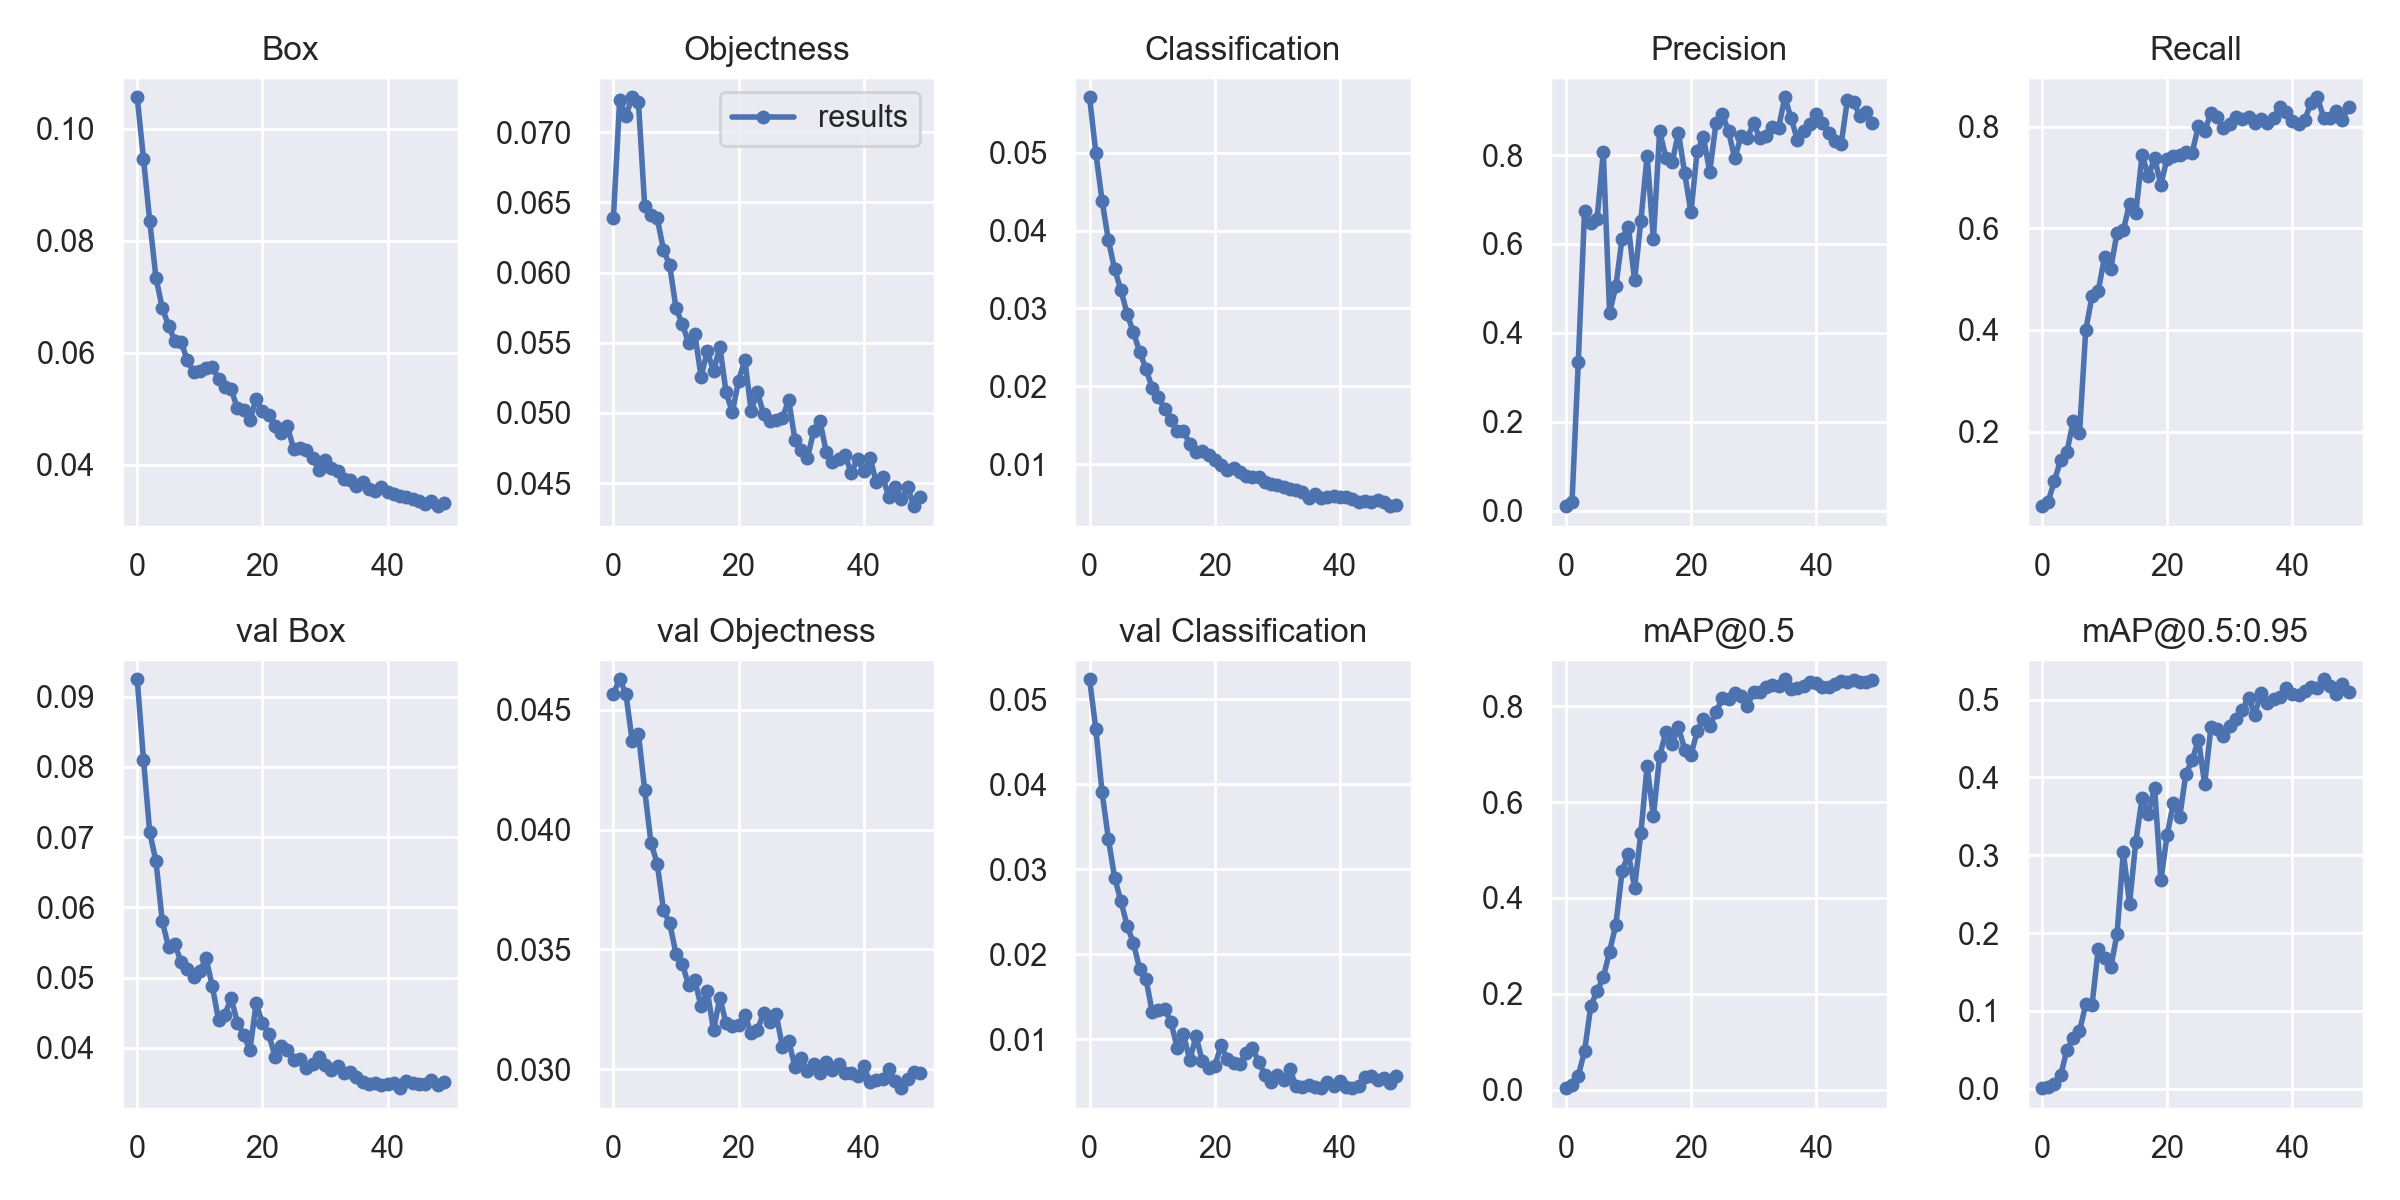 Box
0.10
0.08
0.06
0.04
0 20 40
Objectness
results
0.070
0.065
0.060
0.055
0.050
0.045
0 20 40
Classification
0.05
0.04
0.03
0.02
0.01
0 20 40
Precision
0.8
0.6
0.4
0.2
0.0
0 20 40
Recall
0.8
0.6
0.4
0.2
0 20 40
val Box
0.09
0.08
0.07
0.06
0.05
0.04
0 20 40
val Objectness
0.045
0.040
0.035
0.030
0 20 40
val Classification
0.05
0.04
0.03
0.02
0.01
0 20 40
mAP@0.5
0.8
0.6
0.4
0.2
0.0
0 20 40
mAP@0.5:0.95
0.5
0.4
0.3
0.2
0.1
0.0
0 20 40